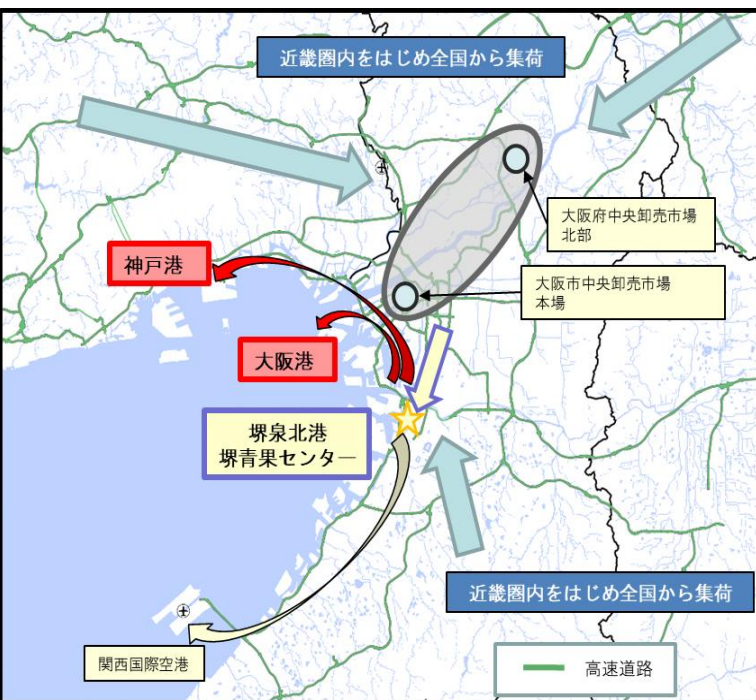 近畿圏内をはじめ全国から集荷
大阪府中央卸売市場
北部
神戸港
大阪市中央卸売市場
本場
大阪港
堺泉北港
堺青果センター
近畿圏内をはじめ全国から集荷
関西国際空港
高速道路